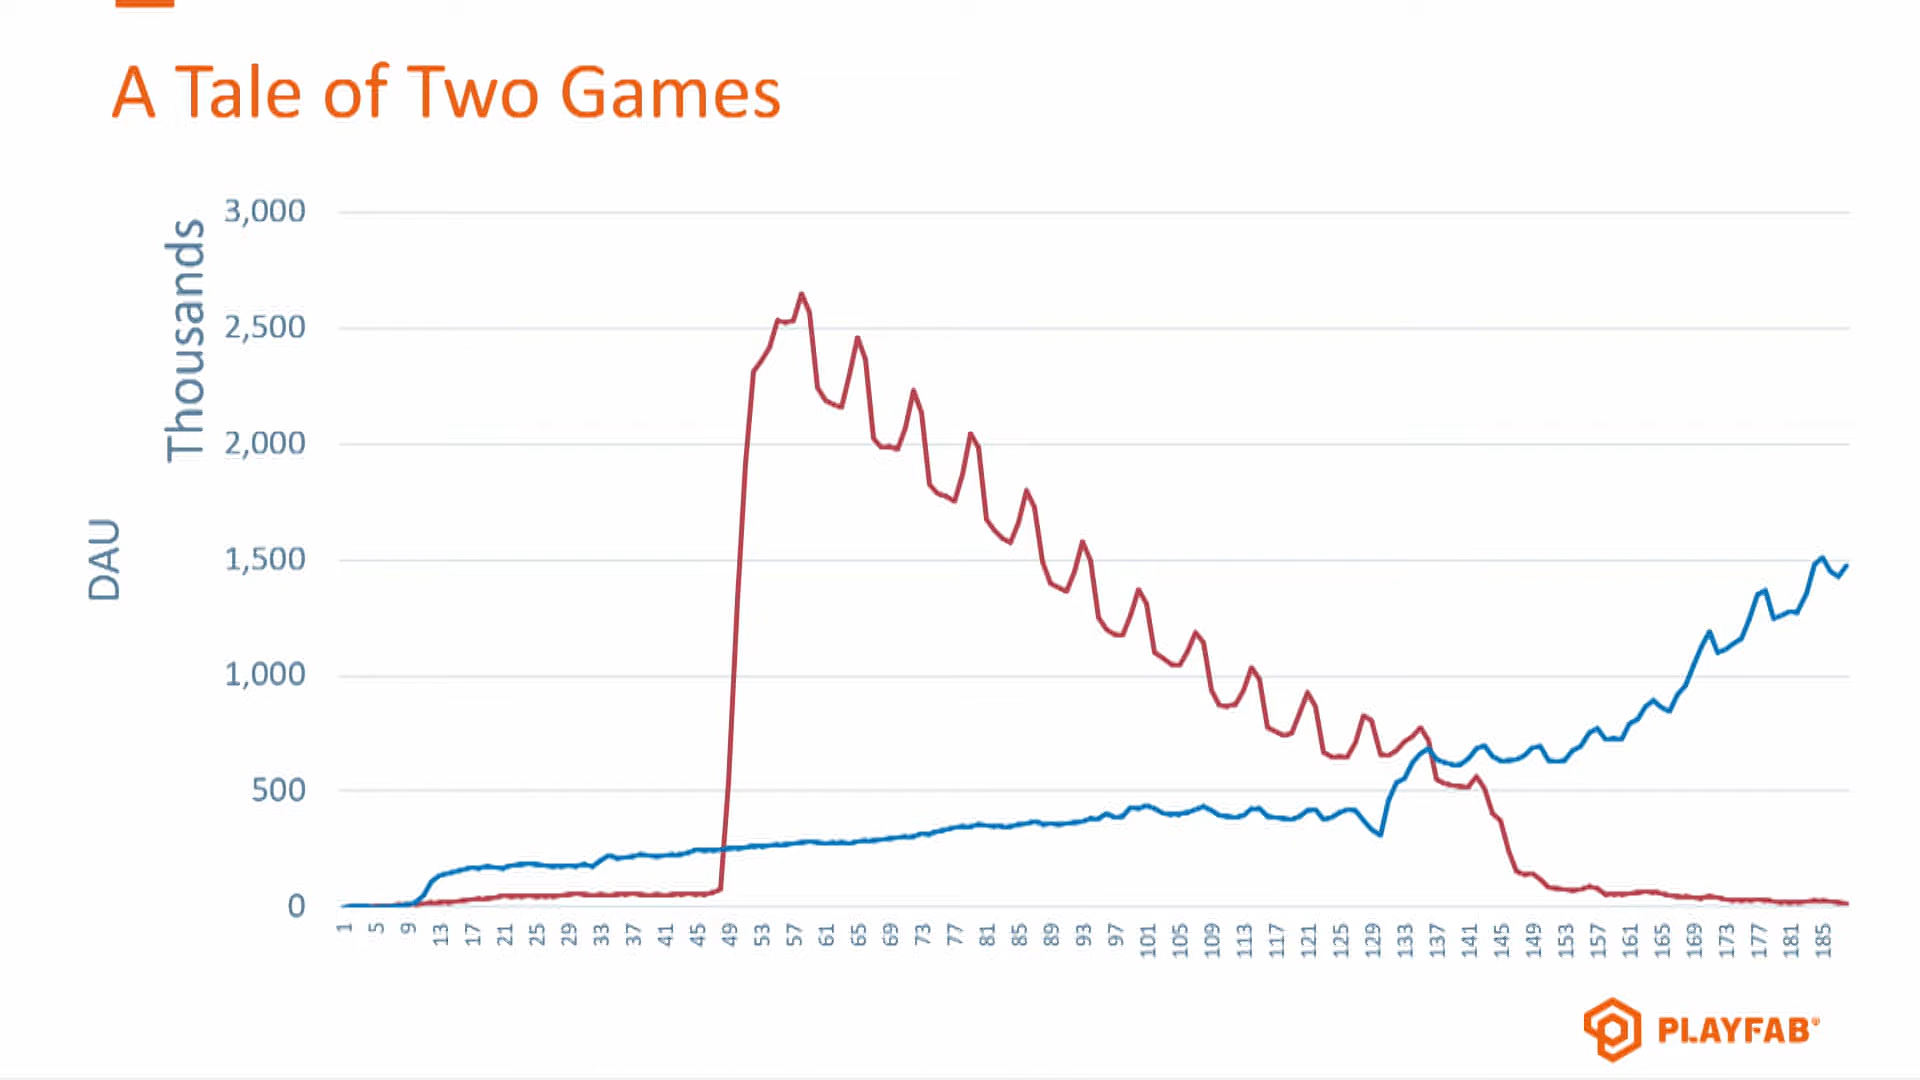 A Tale of Two Games
DAU
Thousands
3,000
2,500
2,000
1,500
1,000
500
0
1 5 9 13 17 21 25 29 33 37 41 45 49 53 57 61 65 69 73 77 81 85 89 93 97 101 105 109 113 117 121 125 129 133 137 141 145 149 153 157 161 165 169 173 177 181 185
PLAYFAB®